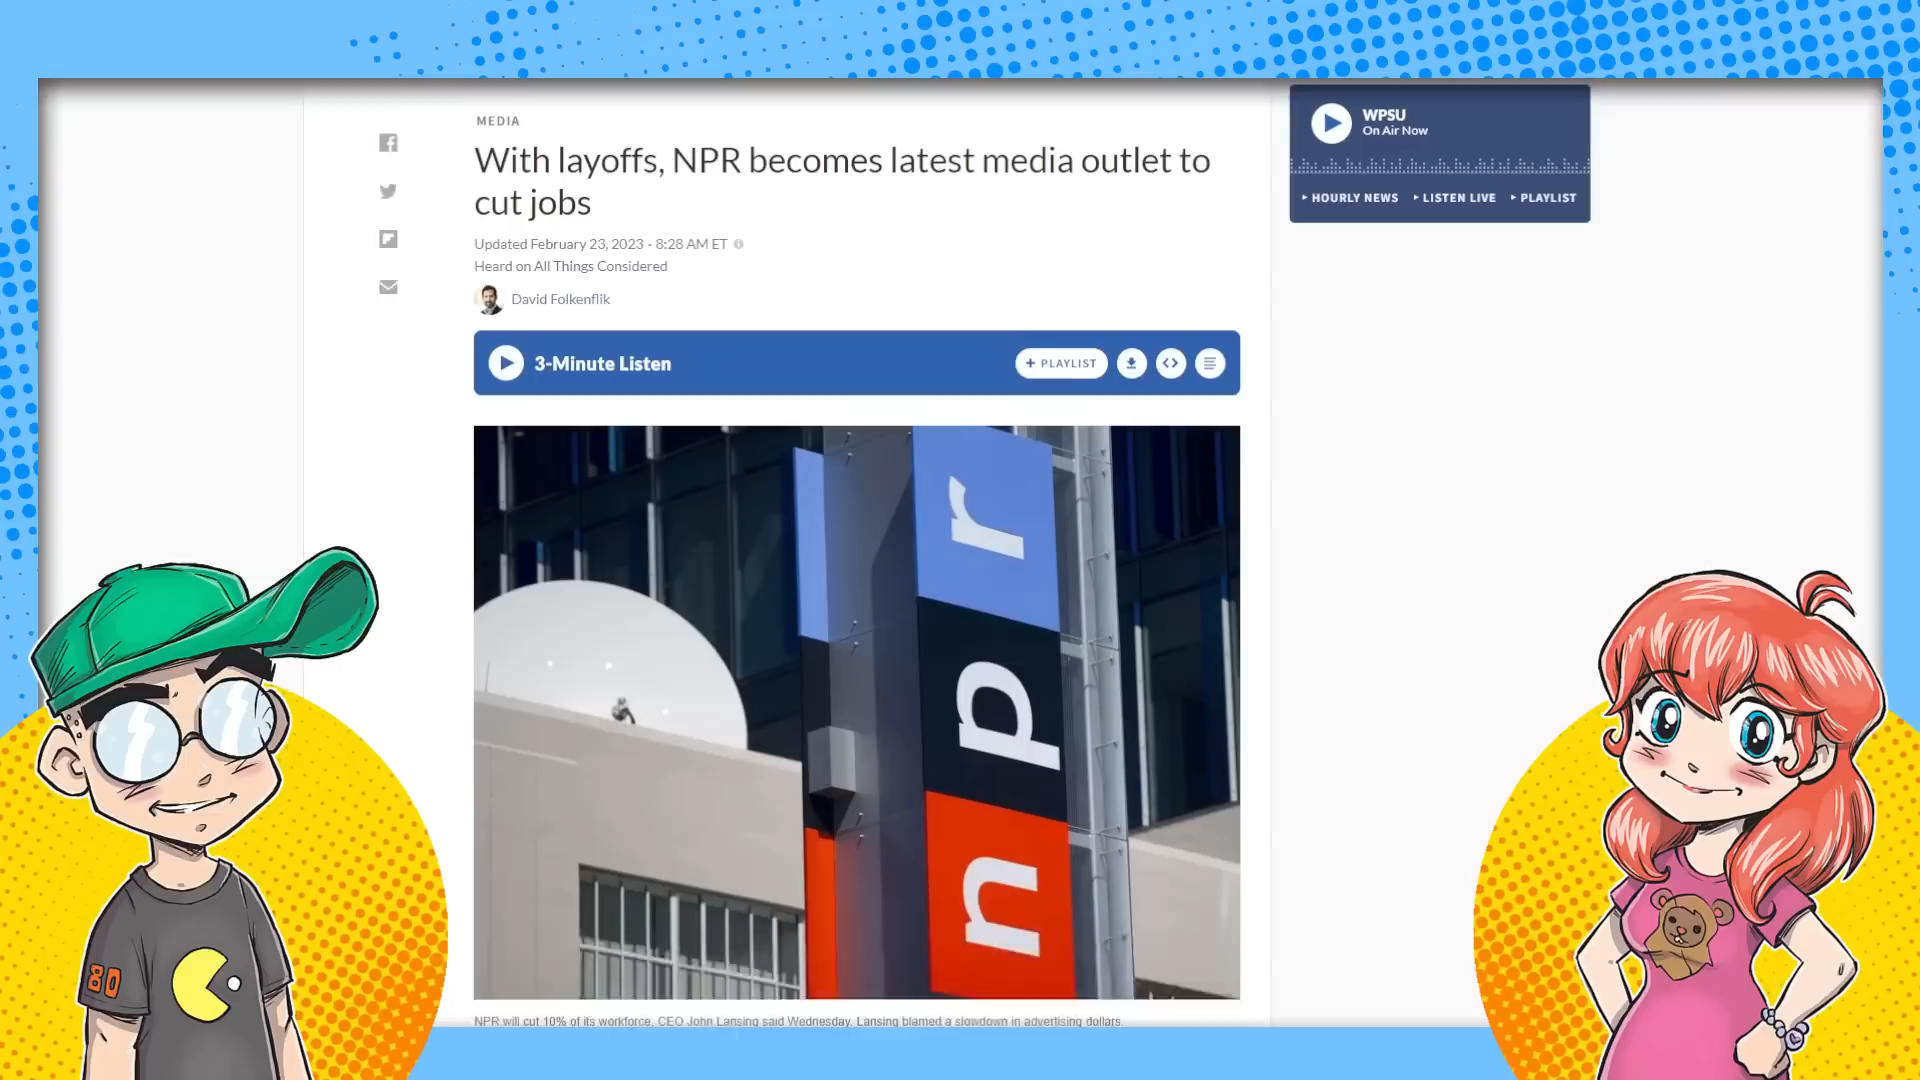 MEDIA
With layoffs, NPR becomes latest media outlet to
cut jobs
Updated February 23, 2023 - 8:28 AM ET
Heard on All Things Considered
David Folkenflik
3-Minute Listen
+ PLAYLIST
WPSU
On Air Now
HOURLY NEWS
LISTEN LIVE
PLAYLIST
npr
80
NPR will cut 10% of its workforce, CEO John Lansing said Wednesday. Lansing blamed a slowdown in advertising dollars.